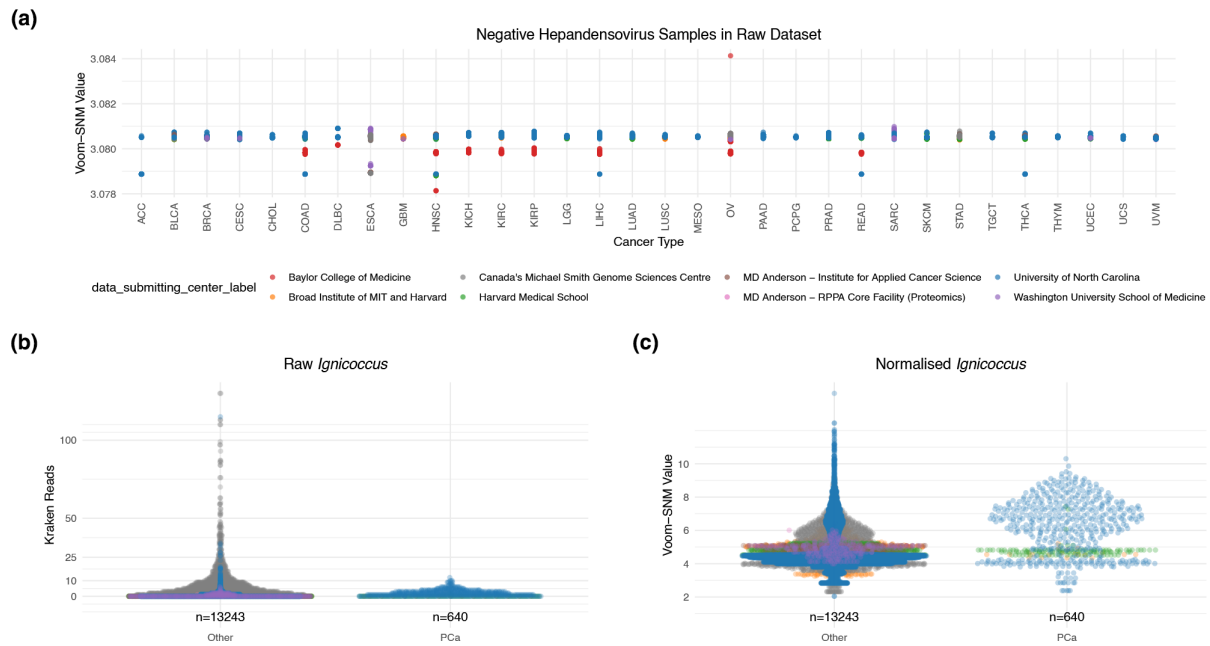 (a)
Negative Hepandensovirus Samples in Raw Dataset
Voom−SNM Value
3.084
3.082
3.080
3.078
ACC BLCA BRCA CESC CHOL COAD DLBC ESCA GBM HNSC KICH KIRC KIRP LGG LIHC LUAD LUSC MESO OV PAAD PCPG PRAD READ SARC SKCM STAD TGCT THCA THYM UCEC UCS UVM
Cancer Type
data_submitting_center_label
Baylor College of Medicine
Canada's Michael Smith Genome Sciences Centre
MD Anderson − Institute for Applied Cancer Science
University of North Carolina
Broad Institute of MIT and Harvard
Harvard Medical School
MD Anderson − RPPA Core Facility (Proteomics)
Washington University School of Medicine
(b)
Raw Ignicoccus
Kraken Reads
100
50
25
10
0
n=13243
n=640
Other
PCa
(c)
Normalised Ignicoccus
Voom−SNM Value
10
8
6
4
2
n=13243
n=640
Other
PCa